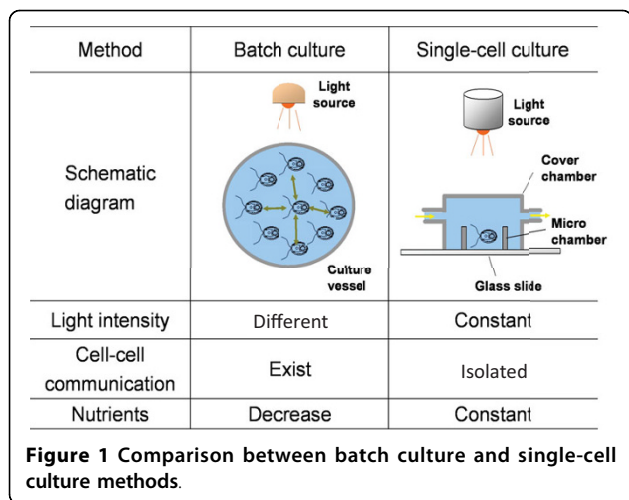 Method Batch culture Single-cell culture
Schematic diagram
Light source
Culture vessel
Light source
Cover chamber
Micro chamber
Glass slide
Light intensity Different Constant
Cell-cell communication Exist Isolated
Nutrients Decrease Constant
Figure 1 Comparison between batch culture and single-cell
culture methods.